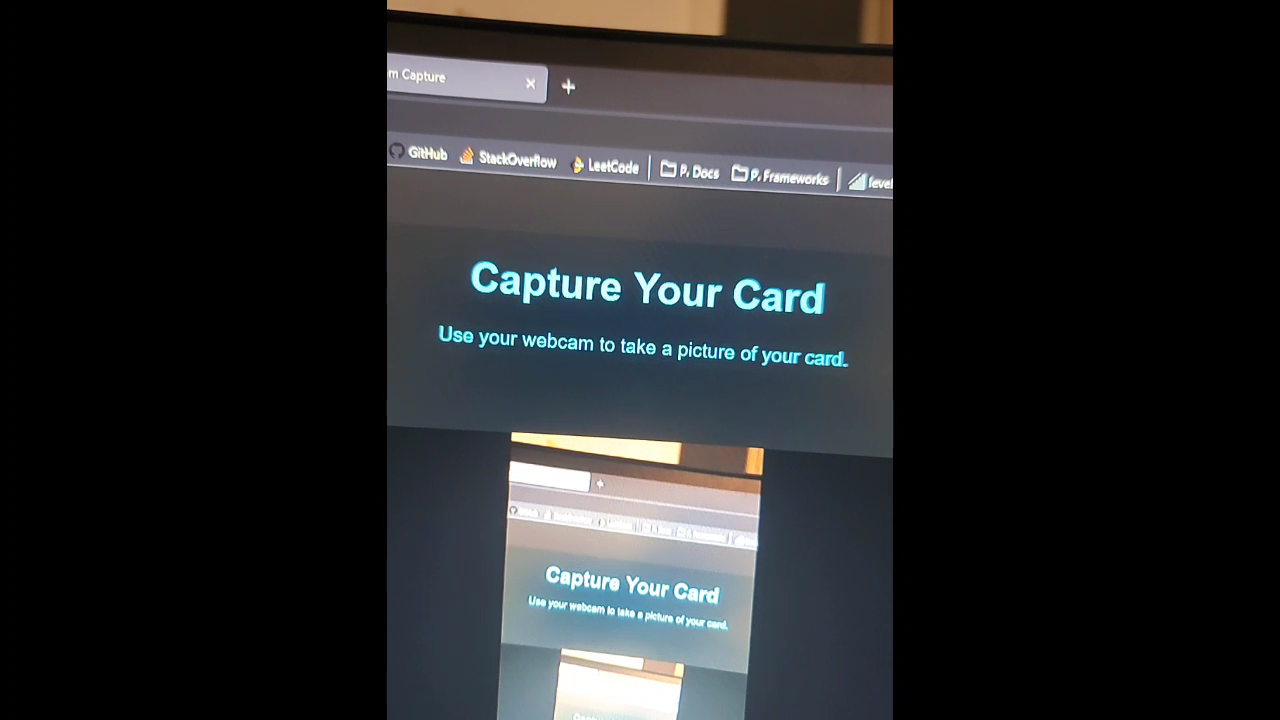 m Capture
GitHub StackOverflow LeetCode P. Docs P. Frameworks level
Capture Your Card
Use your webcam to take a picture of your card.
Capture Your Card
Use your webcam to take a picture of your card.